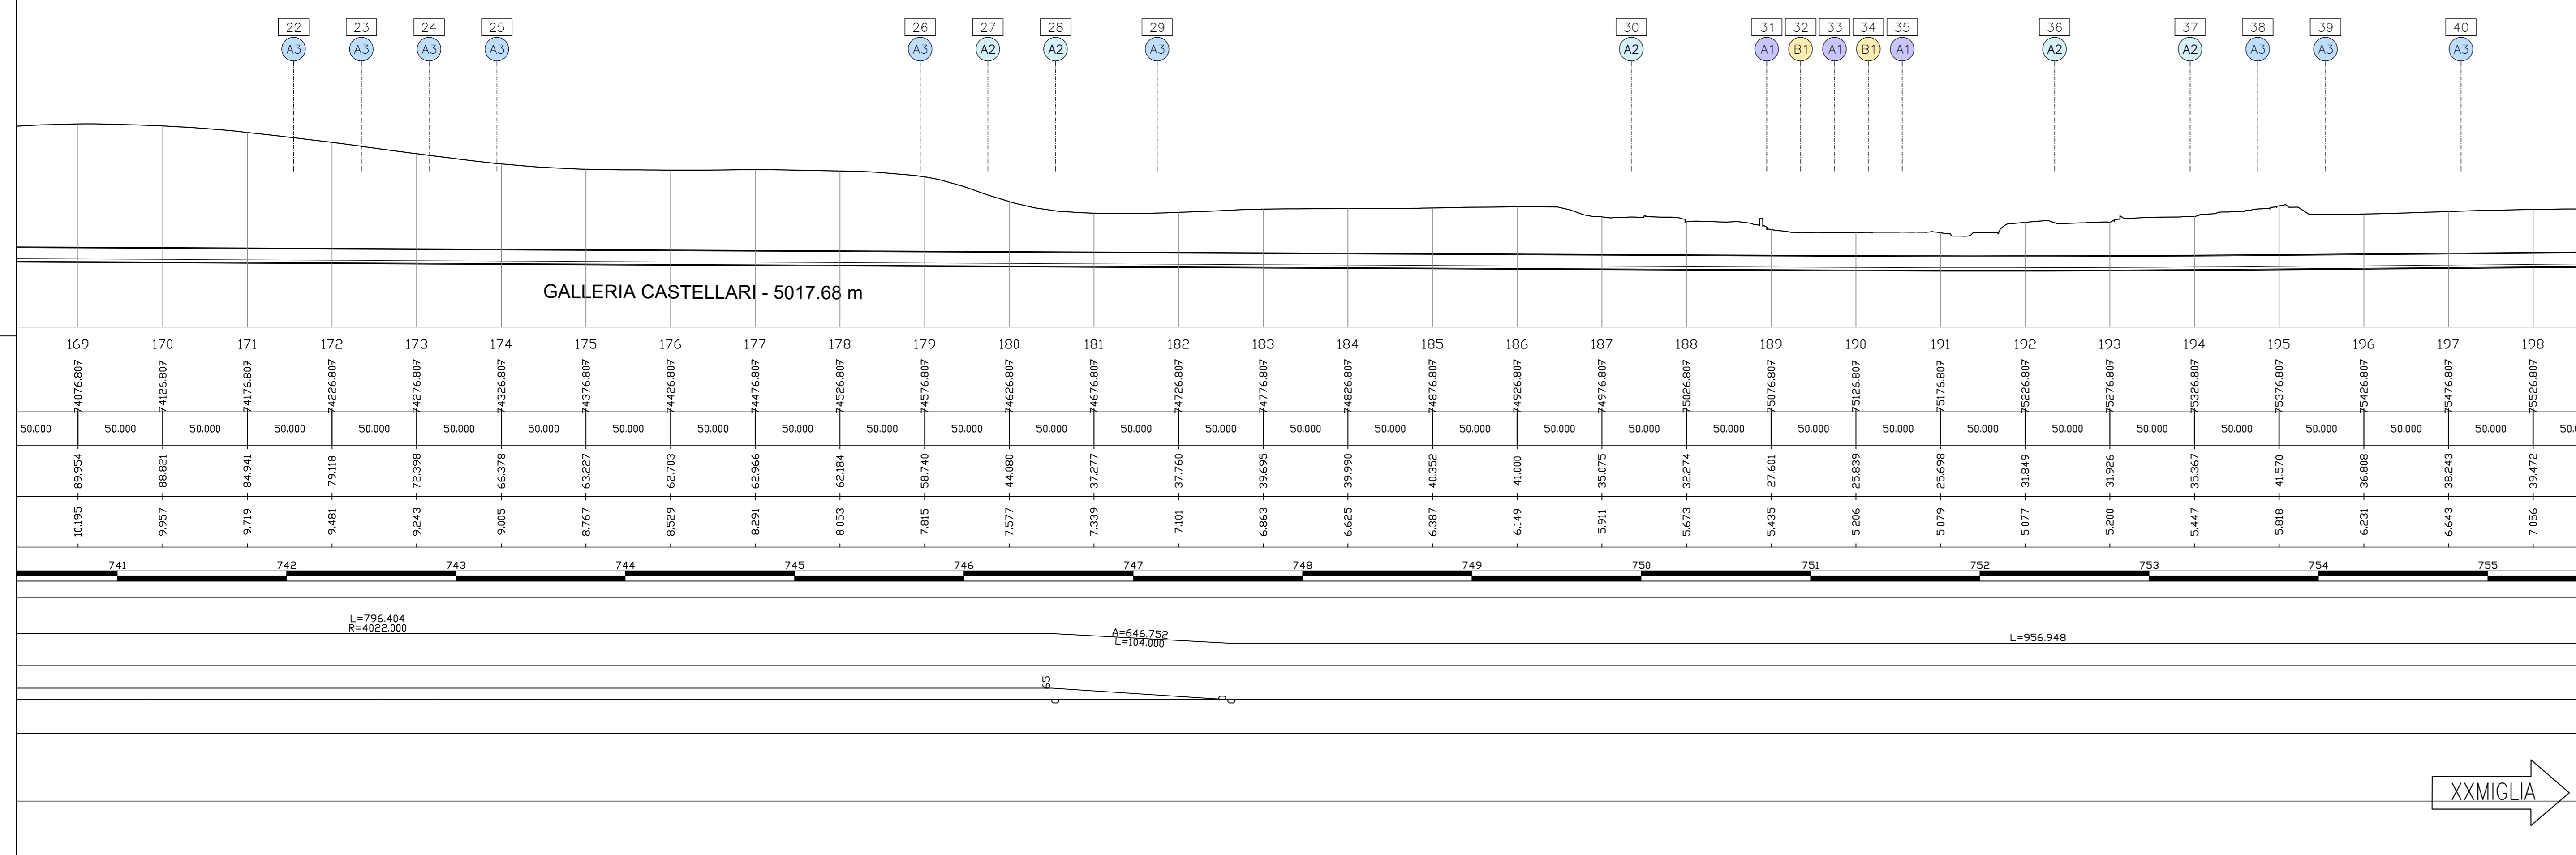 22 23 24 25 26 27 28 29 30 31 32 33 34 35 36 37 38 39 40
A3 A3 A3 A3 A3 A2 A2 A3 A2 A1 B1 A1 B1 A1 A2 A2 A3 A3 A3
GALLERIA CASTELLARI - 5017.68 m
169 170 171 172 173 174 175 176 177 178 179 180 181 182 183 184 185 186 187 188 189 190 191 192 193 194 195 196 197 198
74076.807 74126.807 74176.807 74226.807 74276.807 74326.807 74376.807 74426.807 74476.807 74526.807 74576.807 74626.807 74676.807 74726.807 74776.807 74826.807 74876.807 74926.807 74976.807 75026.807 75076.807 75126.807 75176.807 75226.807 75276.807 75326.807 75376.807 75426.807 75476.807 75526.807
50.000 50.000 50.000 50.000 50.000 50.000 50.000 50.000 50.000 50.000 50.000 50.000 50.000 50.000 50.000 50.000 50.000 50.000 50.000 50.000 50.000 50.000 50.000 50.000 50.000 50.000 50.000 50.000 50.000 50.000
89.954 88.821 84.941 79.118 72.398 66.378 63.227 62.703 62.966 62.184 58.740 44.080 37.277 37.760 39.695 39.990 40.352 41.000 35.075 32.274 27.601 25.839 25.698 31.849 31.926 35.367 41.570 36.808 38.243 39.472
10.195 9.957 9.719 9.481 9.243 9.005 8.767 8.529 8.291 8.053 7.815 7.577 7.339 7.101 6.863 6.625 6.387 6.149 5.911 5.673 5.435 5.206 5.079 5.077 5.200 5.447 5.818 6.231 6.643 7.056
741 742 743 744 745 746 747 748 749 750 751 752 753 754 755
L=796.404
R=4022.000
A=646.752
L=104.000
L=956.948
65
0 0
0
XXMIGLIA